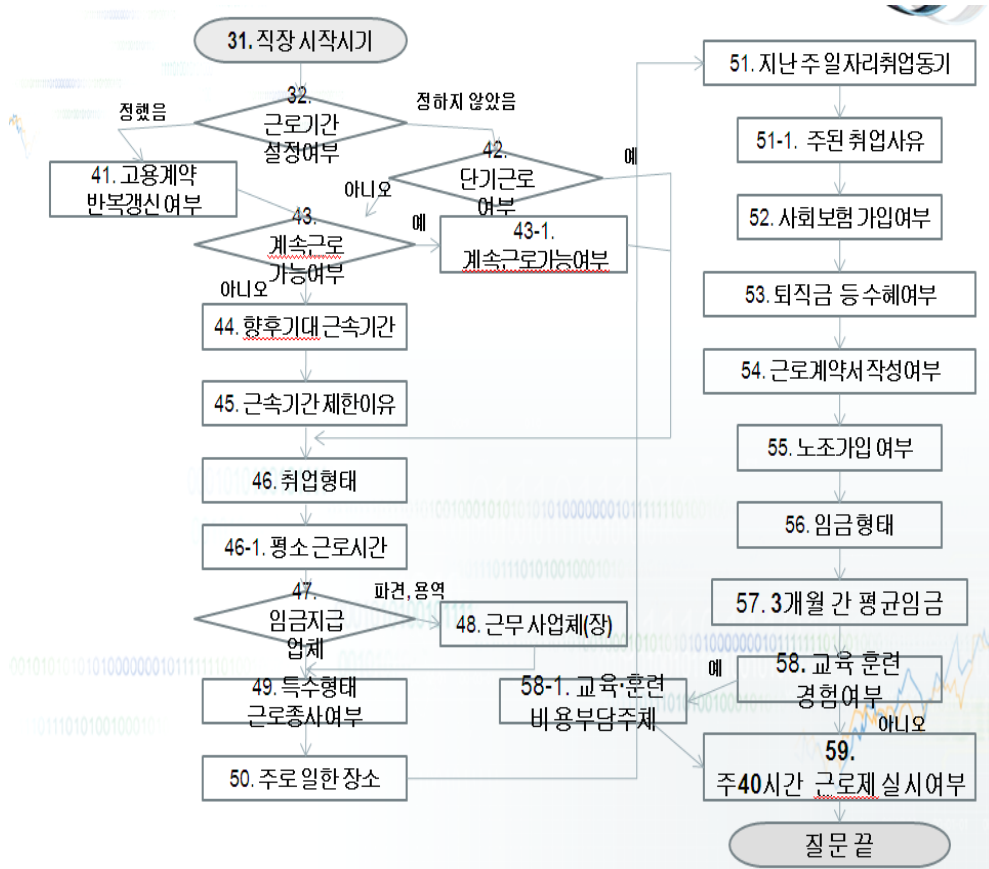 31. 직장 시작시기
32.
근로기간
설정여부
정했음
정하지 않았음
41. 고용계약
반복갱신 여부
42.
단기근로
여부
예
아니오
43.
계속근로
가능여부
예
43-1.
계속근로가능여부
아니오
44. 향후기대 근속기간
45. 근속기간 제한이유
46. 취업형태
46-1. 평소 근로시간
47.
임금지급
업체
파견, 용역
48. 근무 사업체(장)
49. 특수형태
근로종사여부
50. 주로 일한 장소
51. 지난 주 일자리취업동기
51-1. 주된 취업사유
52. 사회보험 가입여부
53. 퇴직금 등 수혜여부
54. 근로계약서 작성여부
55. 노조가입 여부
56. 임금 형태
57. 3개월 간 평균임금
58. 교육 훈련
경험여부
예
58-1. 교육·훈련
비용부담주체
아니오
59.
주40시간 근로제 실시여부
질문 끝